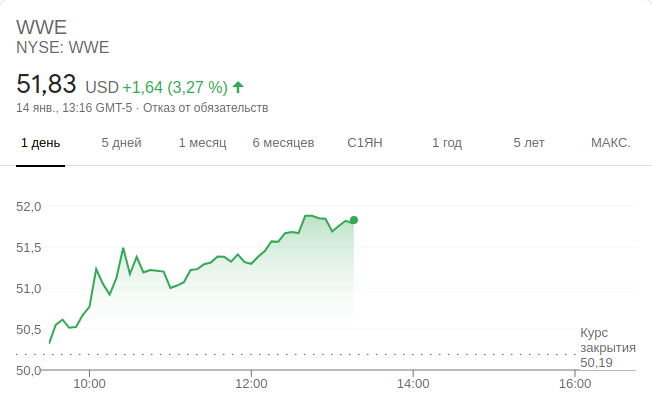 WWE
NYSE: WWE
51,83 USD +1,64 (3,27 %)
14 янв., 13:16 GMT-5 · Отказ от обязательств
1 день 5 дней 1 месяц 6 месяцев С1ЯН 1 год 5 лет МАКС.
52,0
51,5
51,0
50,5
Курс
закрытия
50,19
50,0
10:00 12:00 14:00 16:00